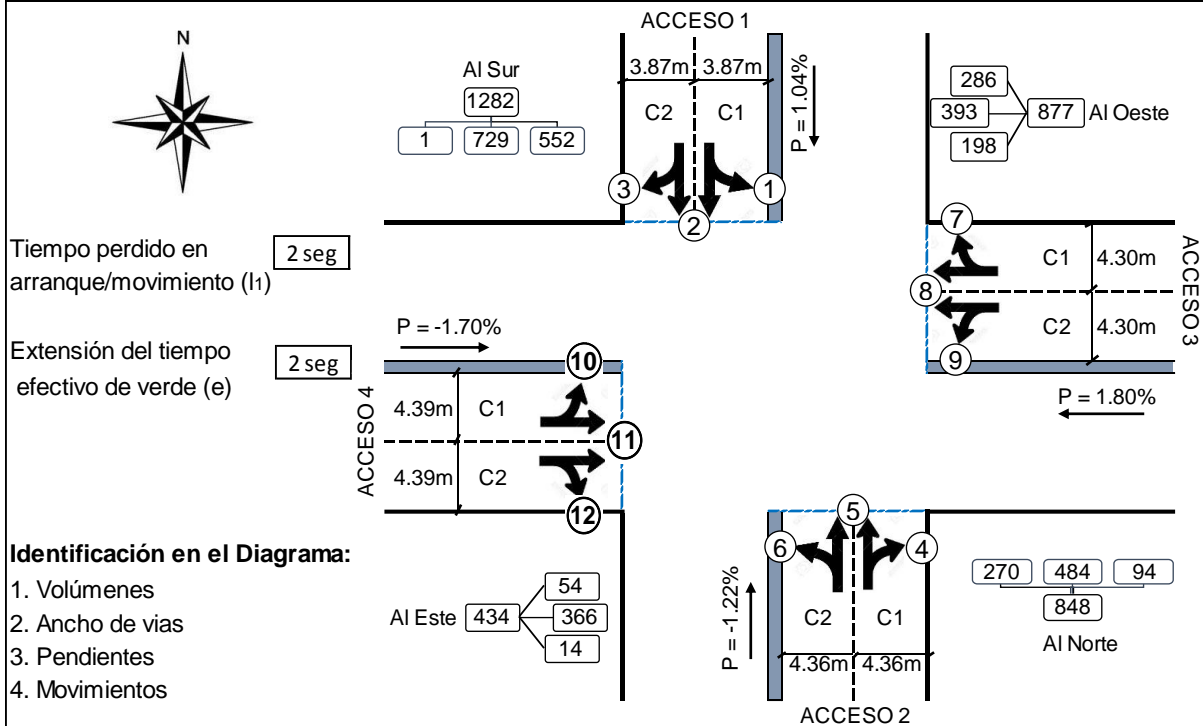 ACCESO 1
N
3.87m 3.87m
Al Sur
1282
1 729 552
C2 C1
P = 1.04%
286
393
198
877 Al Oeste
3
1
2
7
Tiempo perdido en
arranque/movimiento (l1)
2 seg
8
C1 4.30m
C2 4.30m
9
ACCESO 3
P = 1.80%
Extensión del tiempo
efectivo de verde (e)
2 seg
P = -1.70%
10
4.39m C1
11
4.39m C2
12
ACCESO 4
Identificación en el Diagrama:
1. Volúmenes
2. Ancho de vias
3. Pendientes
4. Movimientos
Al Este 434
54
366
14
5
6
4
P = -1.22%
C2 C1
4.36m 4.36m
ACCESO 2
270 484 94
848
Al Norte